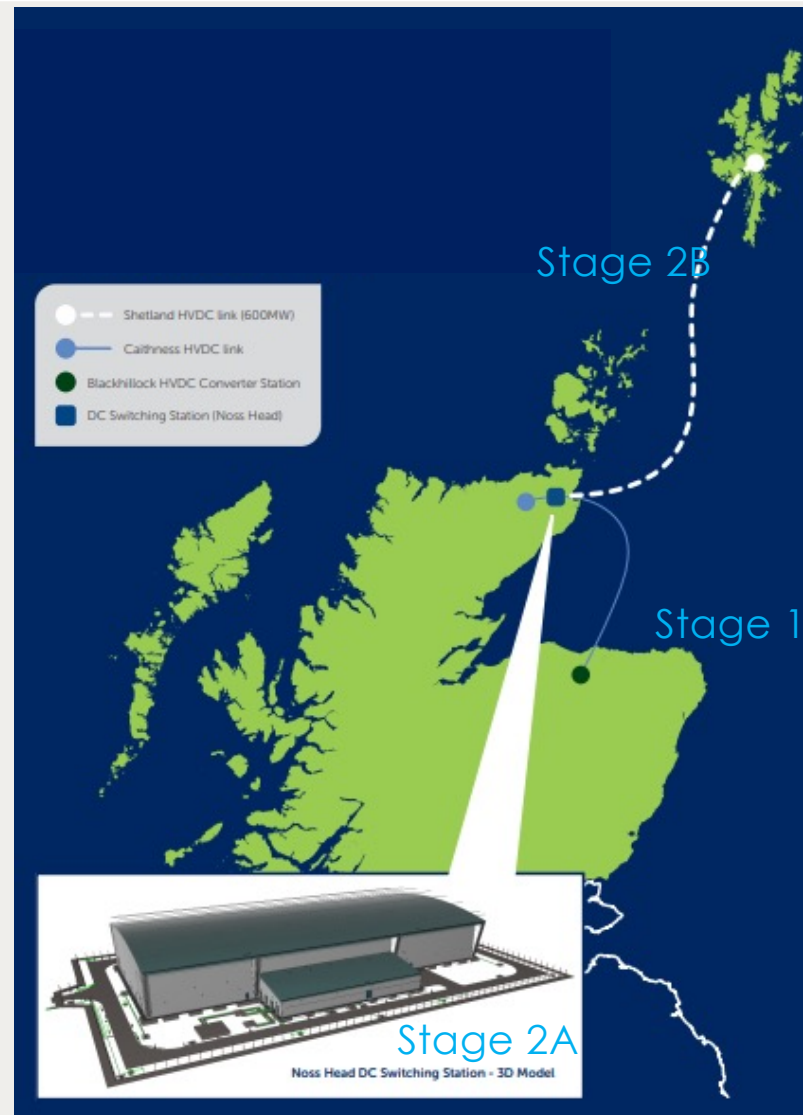 Stage 2B
Shetland HVDC link (600MW)
Caithness HVDC link
Blackhillock HVDC Converter Station
DC Switching Station (Noss Head)
Stage 1
Stage 2A
Noss Head DC Switching Station - 3D Model